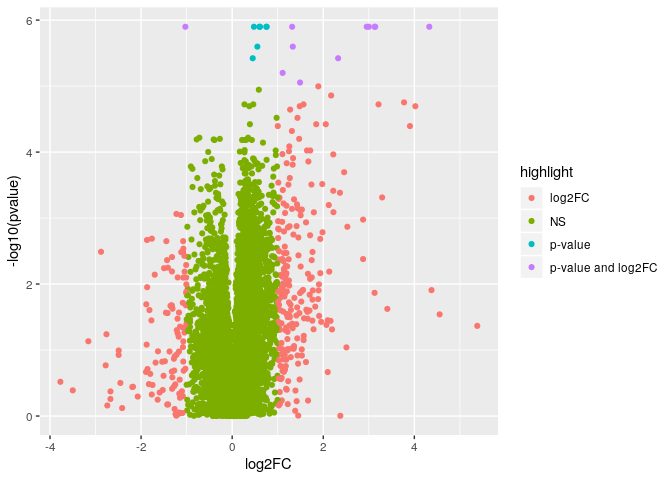 6
4
2
0
-log10(pvalue)
-4
-2
0
2
4
log2FC
highlight
log2FC
NS
p-value
p-value and log2FC